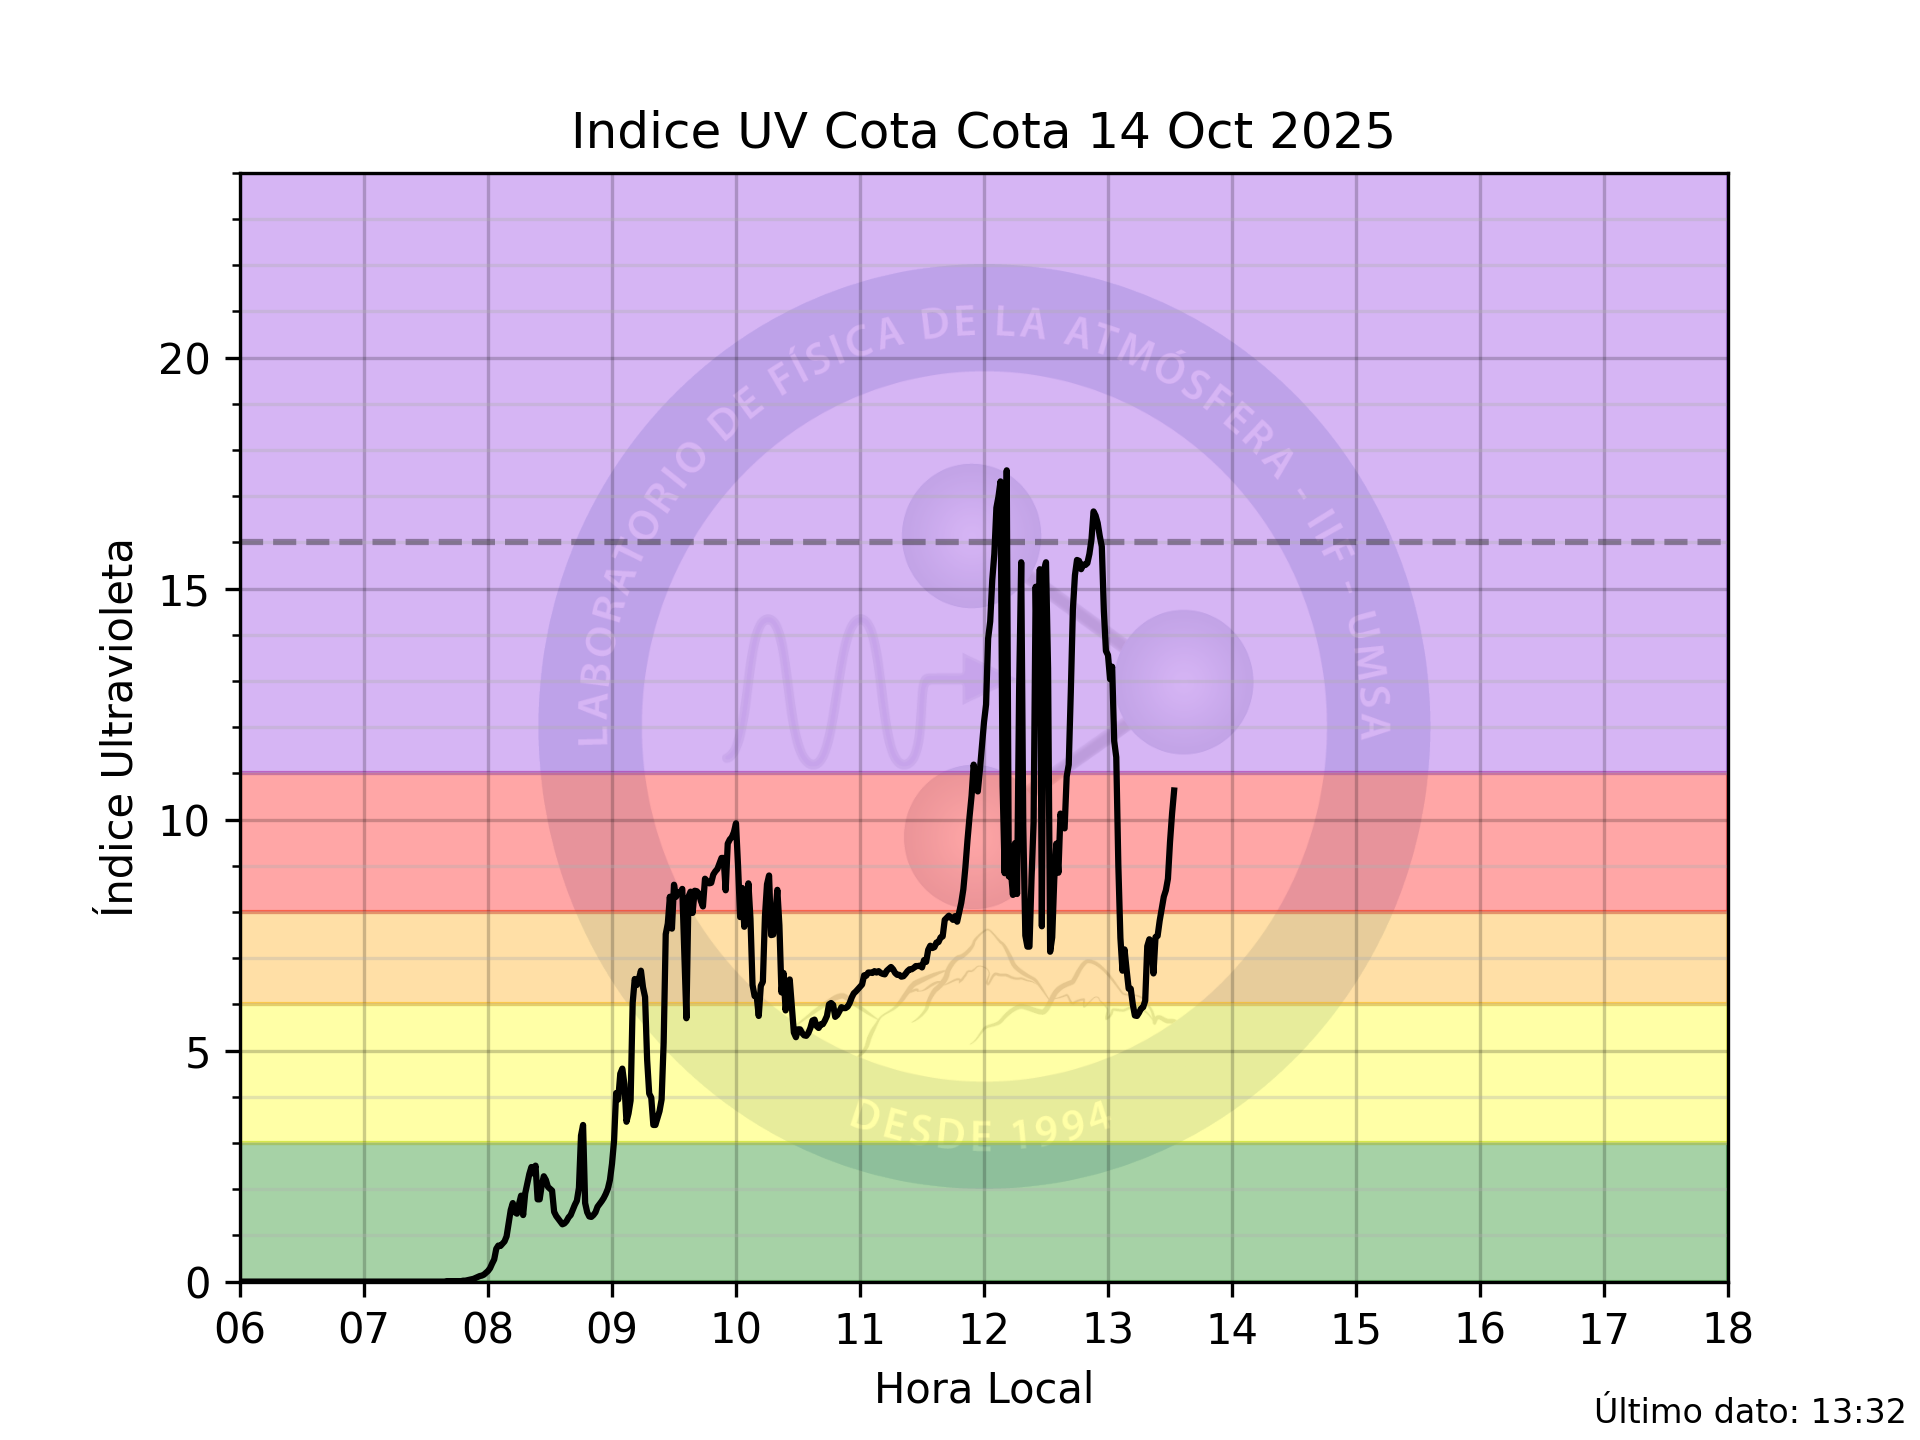 Indice UV Cota Cota 14 Oct 2025
Índice Ultravioleta
20
15
10
5
0
LABORATORIO DE FÍSICA DE LA ATMÓSFERA - IIF - UMSA
DESDE 1994
06 07 08 09 10 11 12 13 14 15 16 17 18
Hora Local
Último dato: 13:32